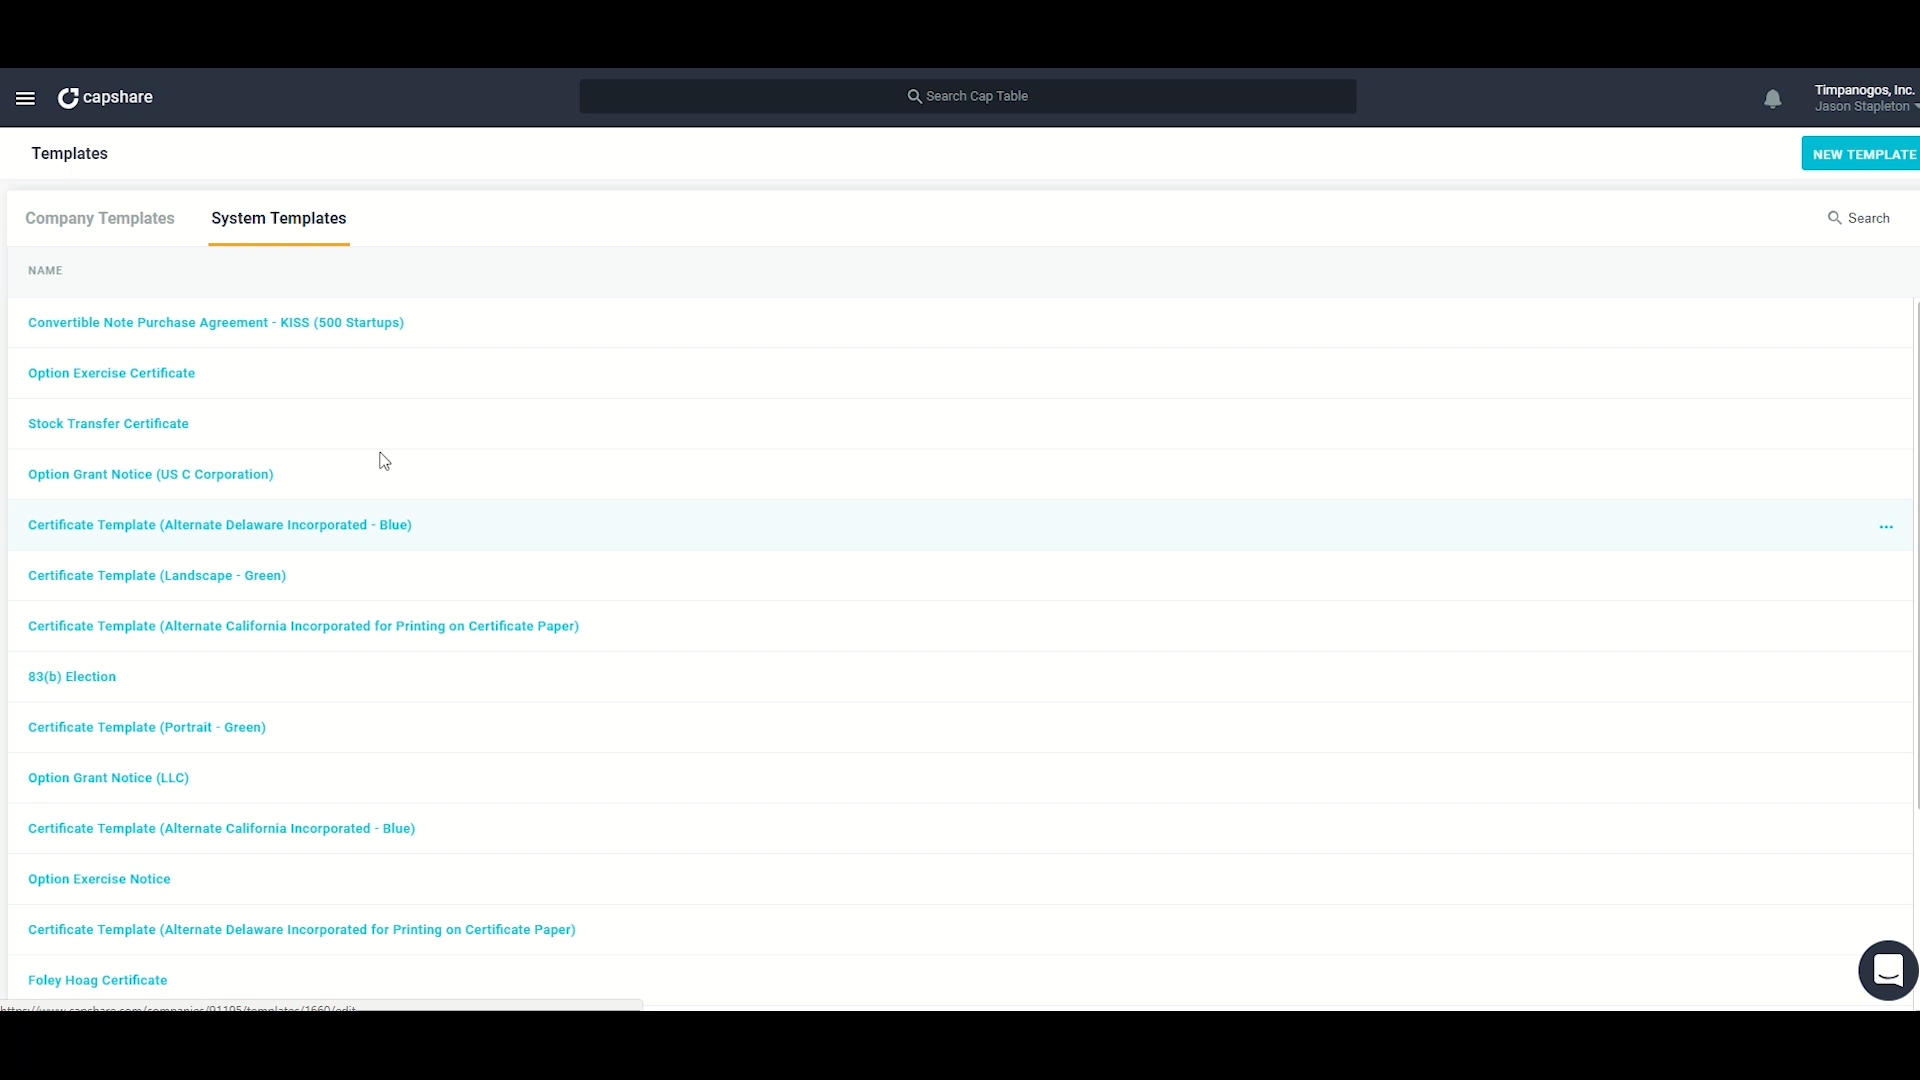 capshare
Search Cap Table
Timpanogos, Inc.
Jason Stapleton
Templates
NEW TEMPLATE
Company Templates
System Templates
Search
NAME
Convertible Note Purchase Agreement - KISS (500 Startups)
Option Exercise Certificate
Stock Transfer Certificate
Option Grant Notice (US C Corporation)
Certificate Template (Alternate Delaware Incorporated - Blue)
...
Certificate Template (Landscape - Green)
Certificate Template (Alternate California Incorporated for Printing on Certificate Paper)
83(b) Election
Certificate Template (Portrait - Green)
Option Grant Notice (LLC)
Certificate Template (Alternate California Incorporated - Blue)
Option Exercise Notice
Certificate Template (Alternate Delaware Incorporated for Printing on Certificate Paper)
Foley Hoag Certificate